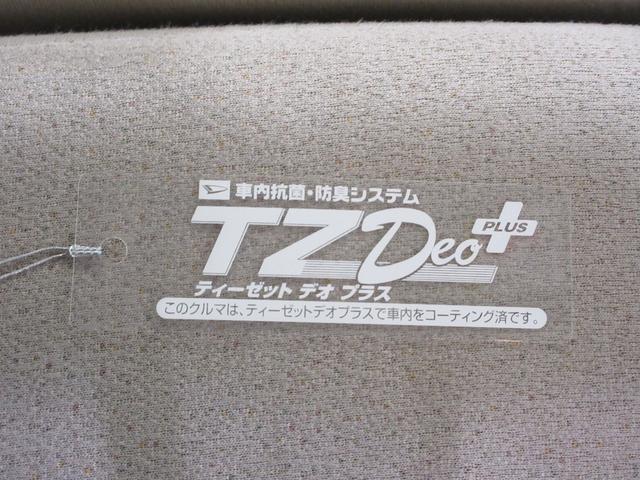 車内抗菌・防臭システム
TZDeo PLUS
ティーゼット デオ プラス
このクルマは、ティーゼットデオプラスで車内をコーティング済です。